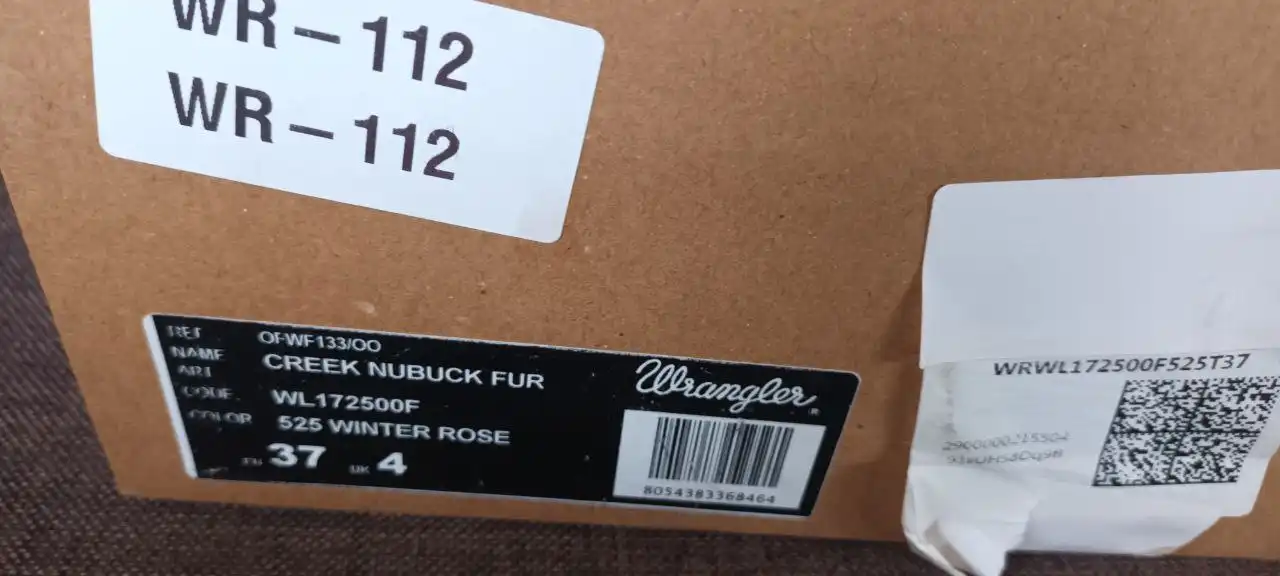 WR-112
WR-112
REF OFWF133/OO
NAME CREEK NUBUCK FUR
ART
CODE WL172500F
COLOR 525 WINTER ROSE
EU 37 UK 4
Wrangler ®
8054383368464
WRWL172500F525T37